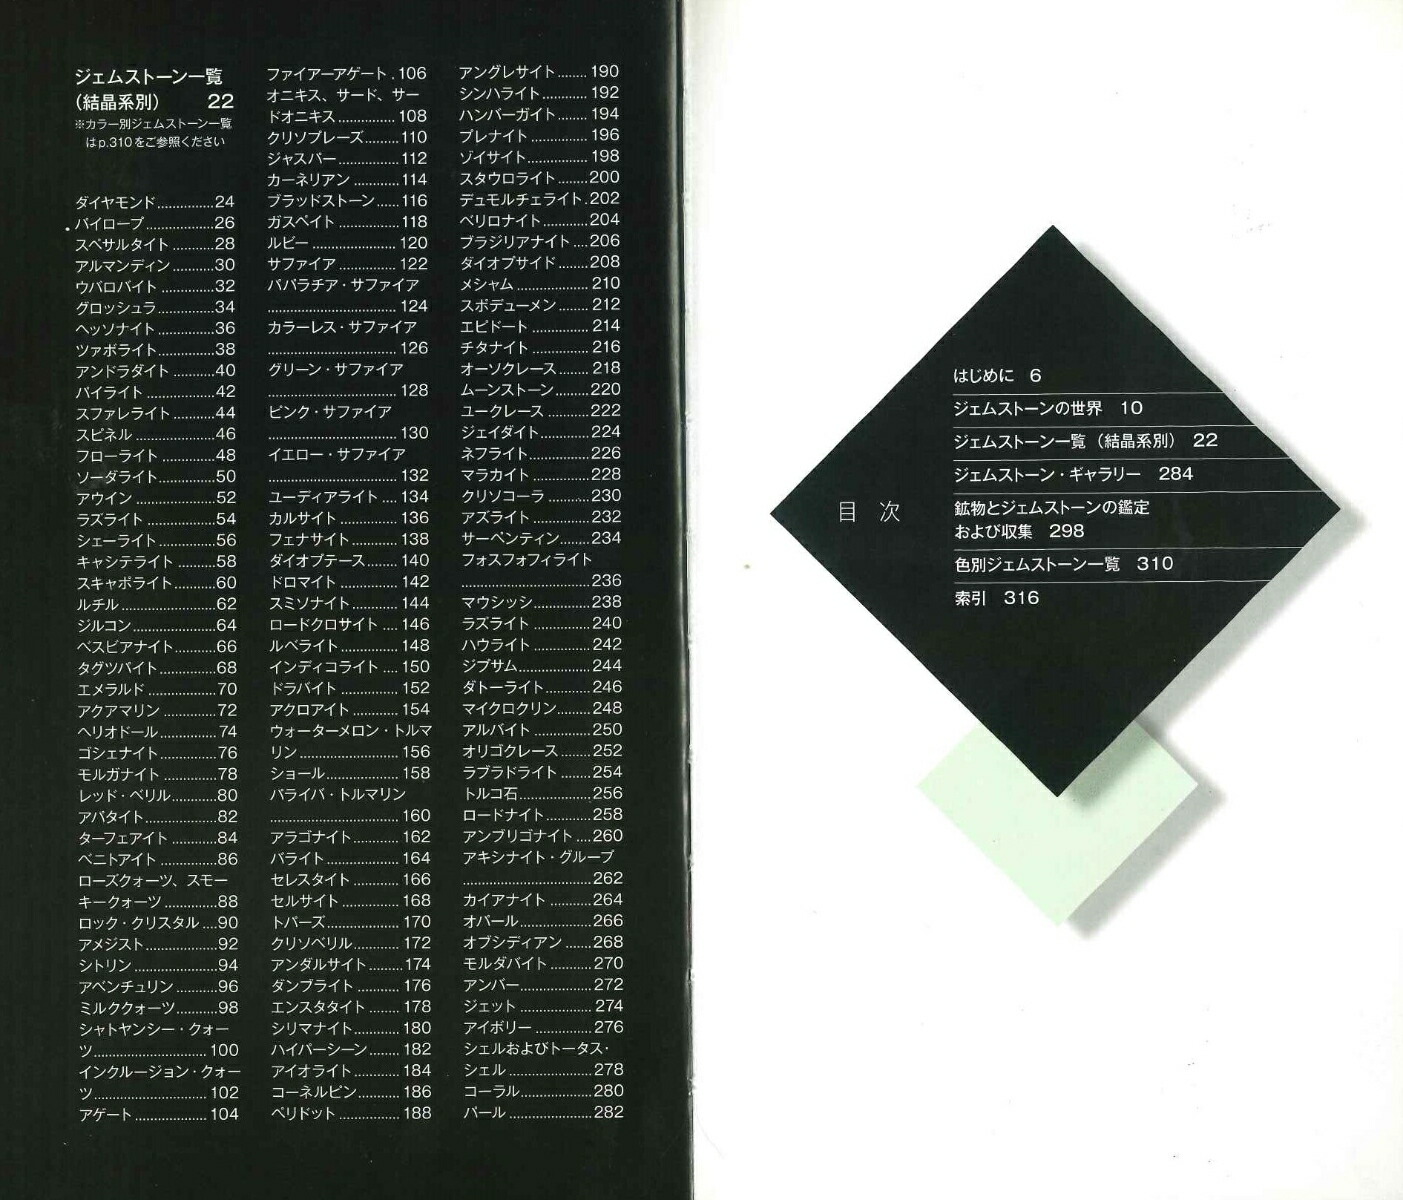 ジェムストーン一覧
（結晶系別）　22
※カラー別ジェムストーン一覧
はp.310をご参照ください
ダイヤモンド..............24
パイロープ.................26
スペサルタイト...........28
アルマンディン...........30
ウバロバイト..............32
グロッシュラ..............34
ヘッソナイト..............36
ツァボライト..............38
アンドラダイト...........40
パイライト.................42
スファレライト...........44
スピネル....................46
フローライト..............48
ソーダライト..............50
アウイン....................52
ラズライト.................54
シェーライト..............56
キャシテライト...........58
スキャポライト...........60
ルチル........................62
ジルコン.....................64
ベスビアナイト...........66
タグツパイト..............68
エメラルド.................70
アクアマリン..............72
ヘリオドール..............74
ゴシェナイト..............76
モルガナイト..............78
レッド・ベリル...........80
アパタイト.................82
ターフェアイト...........84
ベニトアイト..............86
ローズクォーツ、スモー
キークォーツ..............88
ロック・クリスタル....90
アメジスト.................92
シトリン.....................94
アベンチュリン...........96
ミルククォーツ...........98
シャトヤンシー・クォー
ツ............................100
インクルージョン・クォー
ツ............................102
アゲート..................104
ファイアーアゲート.106
オニキス、サード、サー
ドオニキス..............108
クリソプレーズ........110
ジャスパー..............112
カーネリアン...........114
ブラッドストーン.....116
ガスペイト..............118
ルビー.....................120
サファイア..............122
パパラチア・サファイア
................................124
カラーレス・サファイア
................................126
グリーン・サファイア
................................128
ピンク・サファイア
................................130
イエロー・サファイア
................................132
ユーディアライト....134
カルサイト..............136
フェナサイト...........138
ダイオプテース.......140
ドロマイト..............142
スミソナイト...........144
ロードクロサイト....146
ルベライト..............148
インディコライト....150
ドラバイト..............152
アクロアイト...........154
ウォーターメロン・トルマ
リン........................156
ショール..................158
パライバ・トルマリン
................................160
アラゴナイト...........162
バライト..................164
セレスタイト...........166
セルサイト..............168
トパーズ..................170
クリソベリル...........172
アンダルサイト........174
ダンブライト...........176
エンスタタイト.......178
シリマナイト...........180
ハイパーシーン.......182
アイオライト...........184
コーネルピン..........186
ペリドット..............188
アングレサイト.......190
シンハライト...........192
ハンバーガイト.......194
プレナイト..............196
ゾイサイト..............198
スタウロライト.......200
デュモルチェライト.202
ベリロナイト...........204
ブラジリアナイト....206
ダイオプサイド.......208
メシャム..................210
スポデューメン.......212
エピドート..............214
チタナイト..............216
オーソクレース.......218
ムーンストーン.......220
ユークレース..........222
ジェイダイト..........224
ネフライト..............226
マラカイト..............228
クリソコーラ..........230
アズライト..............232
サーペンティン.......234
フォスフォフィライト
................................236
マウシッシ..............238
ラズライト..............240
ハウライト..............242
ジプサム..................244
ダトーライト..........246
マイクロクリン........248
アルバイト..............250
オリゴクレース.......252
ラブラドライト.......254
トルコ石..................256
ロードナイト..........258
アンブリゴナイト....260
アキシナイト・グループ
................................262
カイアナイト..........264
オパール..................266
オブシディアン.......268
モルダバイト..........270
アンバー..................272
ジェット..................274
アイボリー..............276
シェルおよびトータス・
シェル.....................278
コーラル..................280
パール.....................282
目 次
はじめに　6
ジェムストーンの世界　10
ジェムストーン一覧（結晶系別）　22
ジェムストーン・ギャラリー　284
鉱物とジェムストーンの鑑定
および収集　298
色別ジェムストーン一覧　310
索引　316